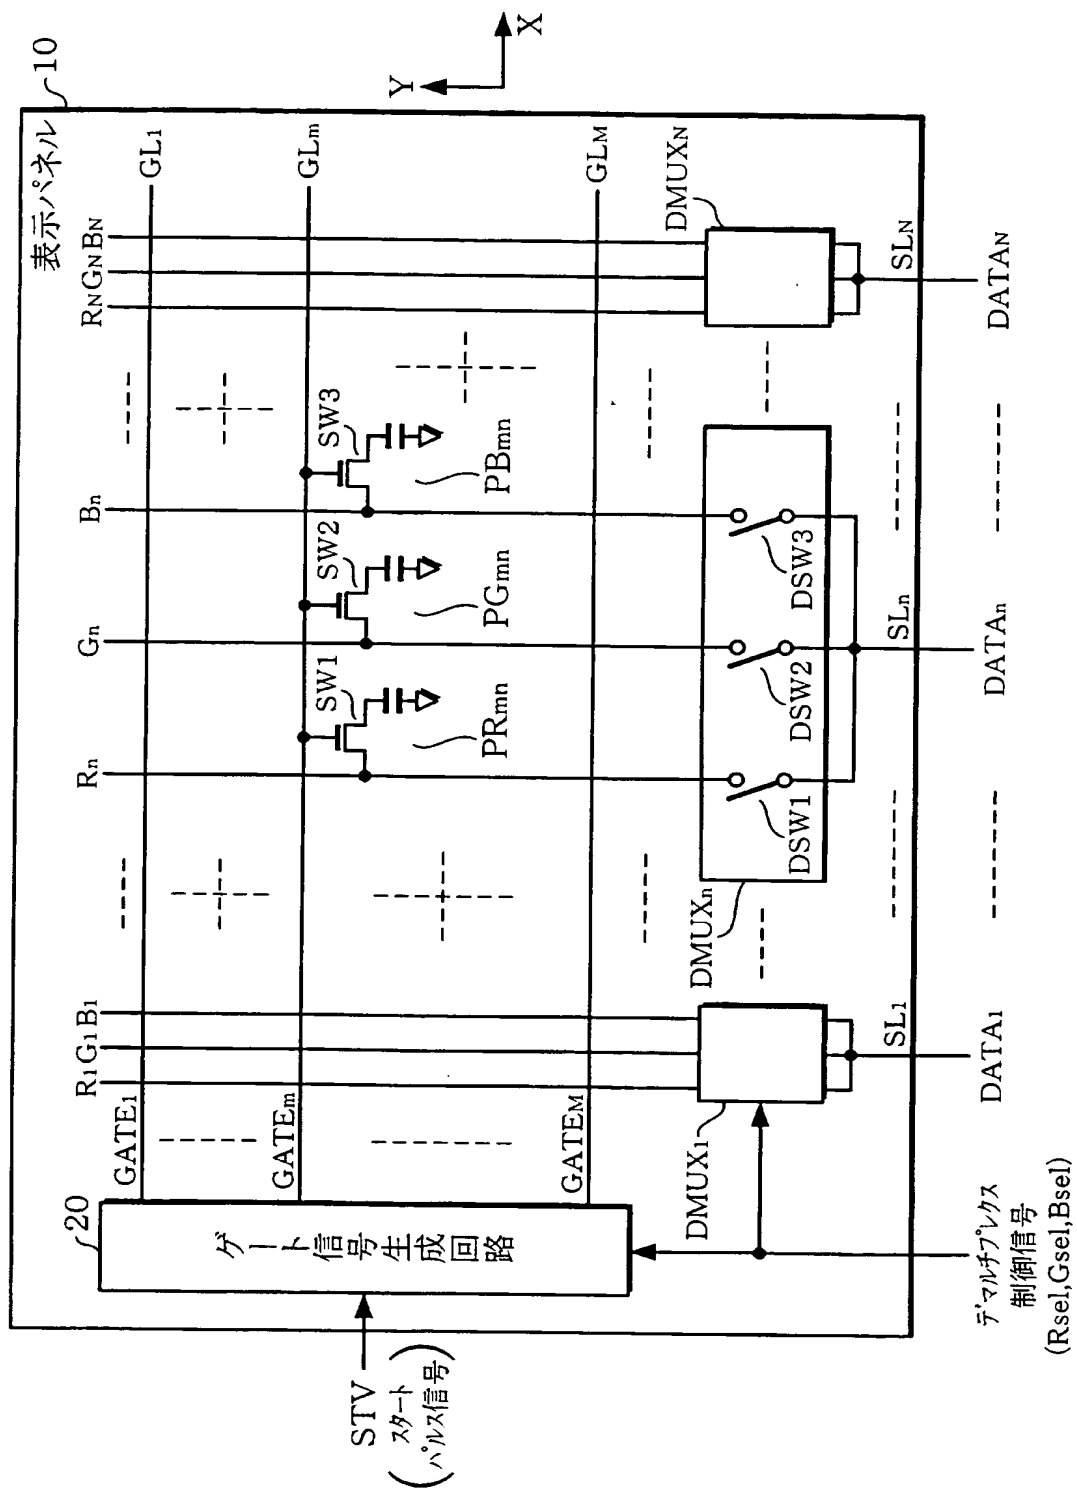 表示パネル
10
Y
X
R1 G1 B1
Rn
Gn
Bn
RN GN BN
20
GATE1
GL1
GATEm
GLm
GATEM
GLM
SW1
SW2
SW3
PRmn
PGmn
PBmn
ゲート信号生成回路
STV
(スタート
パルス信号)
DMUX1
DMUXn
DMUXN
DSW1
DSW2
DSW3
SL1
SLn
SLN
DATA1
DATAn
DATAN
デマルチプレクス
制御信号
(Rsel,Gsel,Bsel)